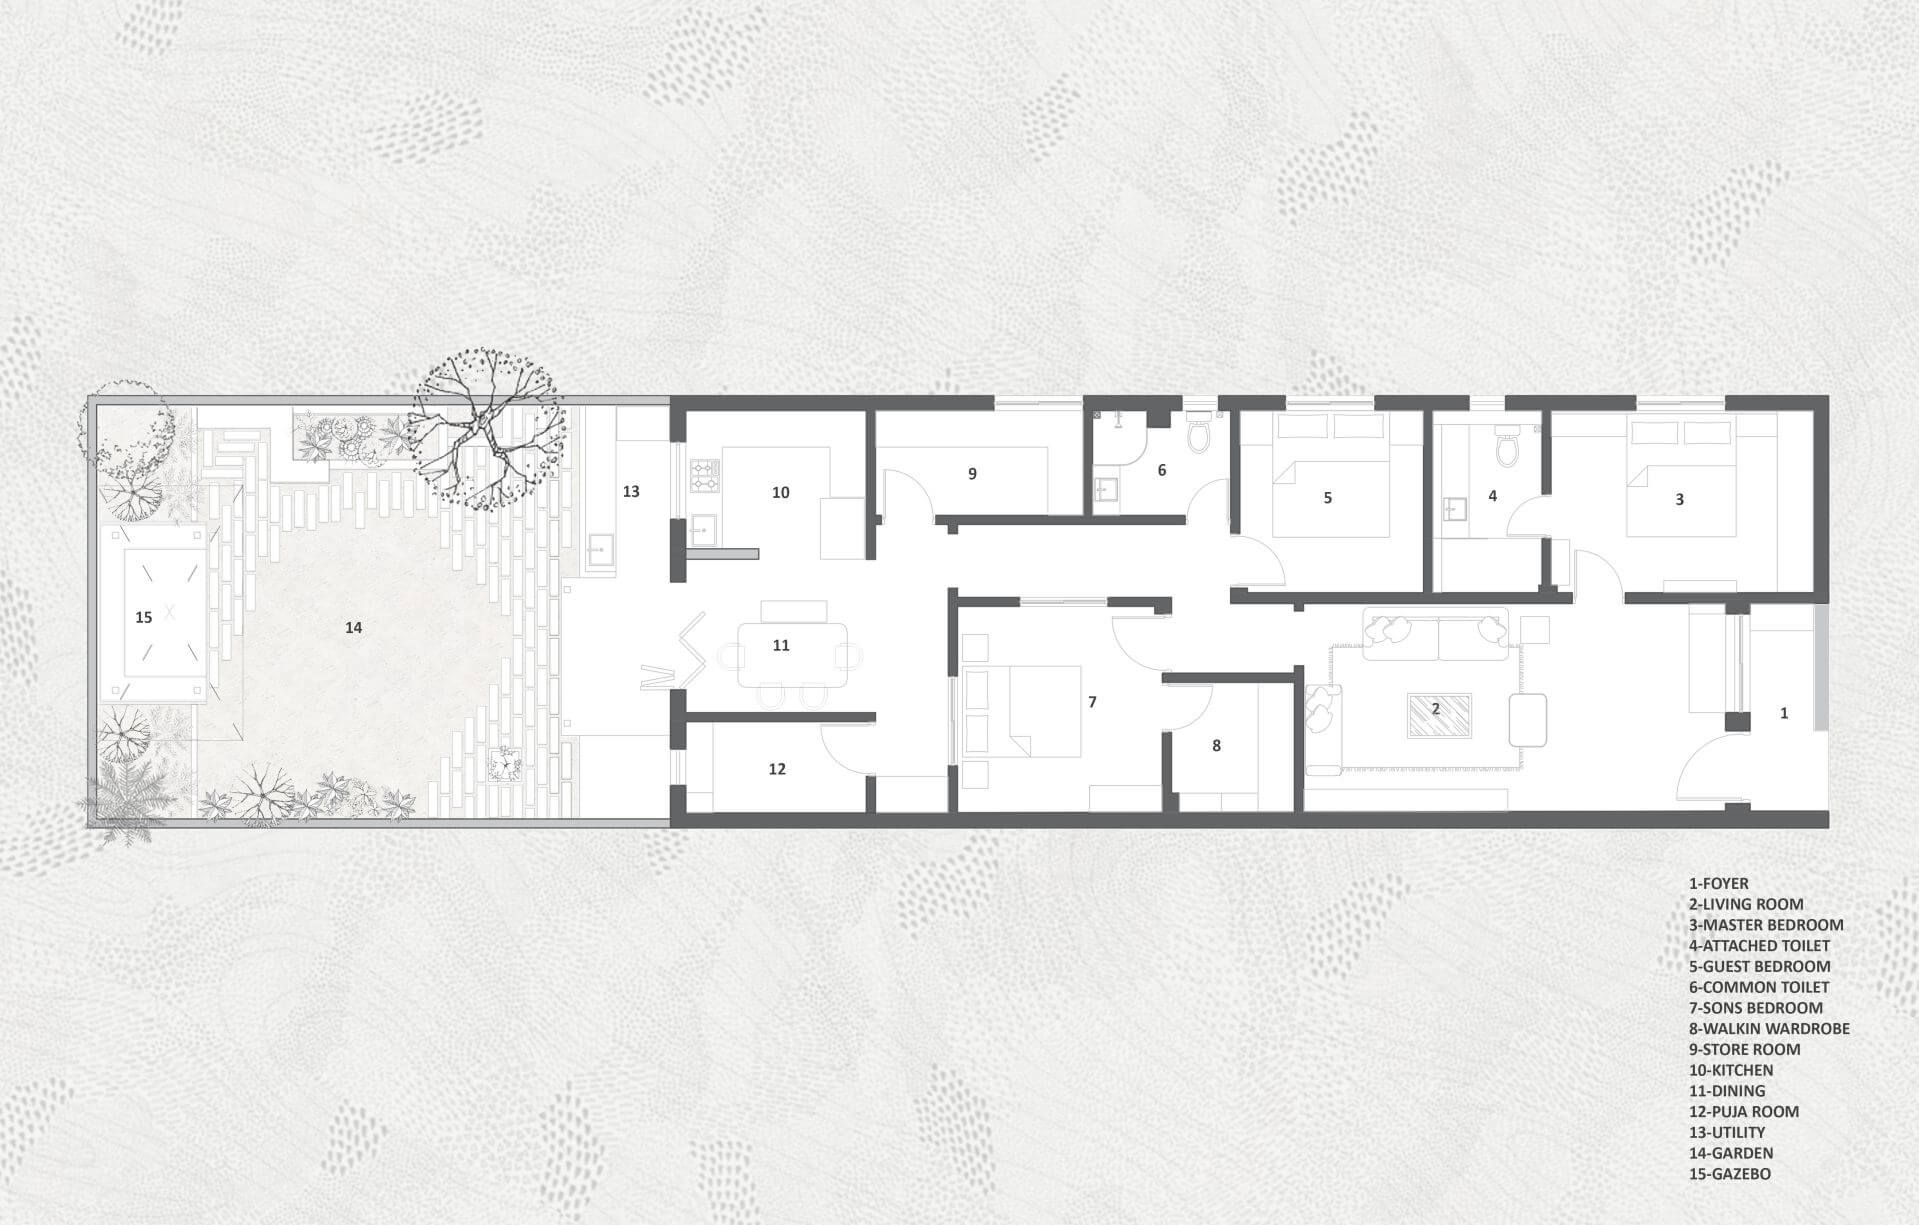 13
10
9
6
5
4
3
15
14
11
12
7
8
2
1
1-FOYER
2-LIVING ROOM
3-MASTER BEDROOM
4-ATTACHED TOILET
5-GUEST BEDROOM
6-COMMON TOILET
7-SONS BEDROOM
8-WALKIN WARDROBE
9-STORE ROOM
10-KITCHEN
11-DINING
12-PUJA ROOM
13-UTILITY
14-GARDEN
15-GAZEBO